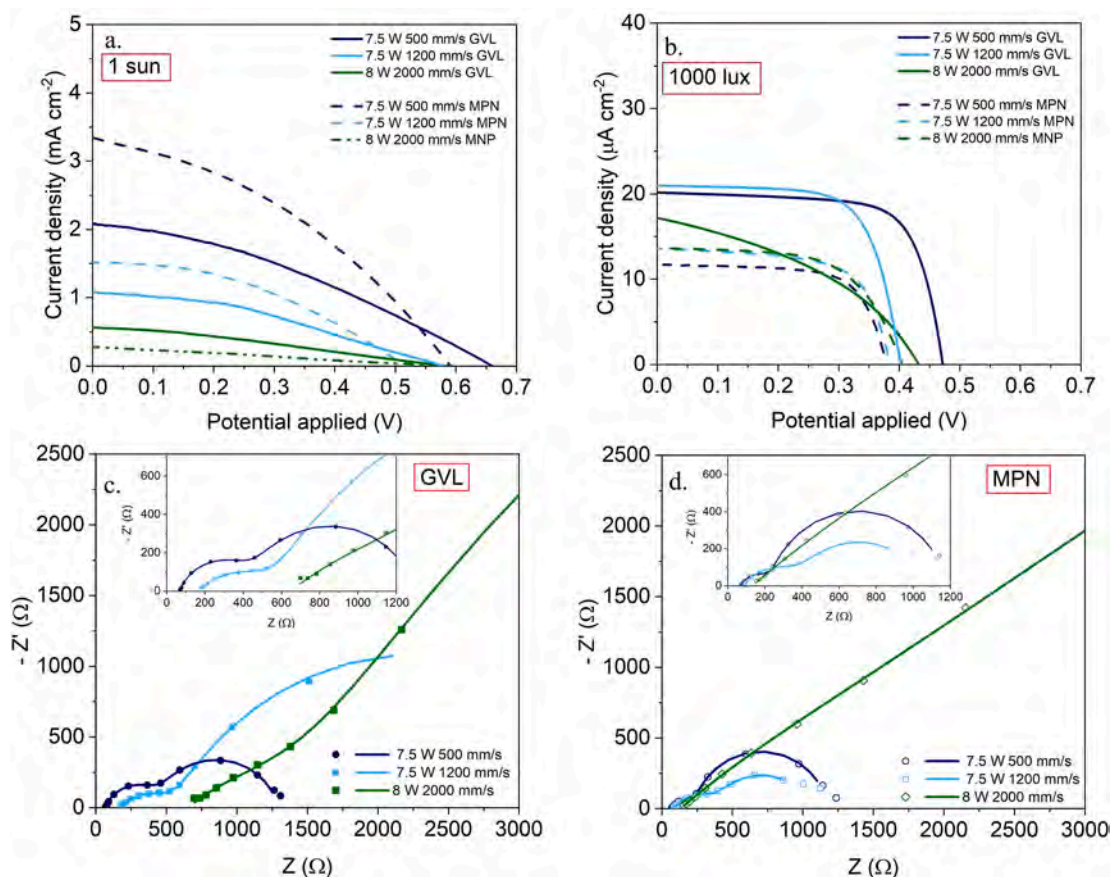 a.
1 sun
7.5 W 500 mm/s GVL
7.5 W 1200 mm/s GVL
8 W 2000 mm/s GVL
7.5 W 500 mm/s MPN
7.5 W 1200 mm/s MPN
8 W 2000 mm/s MNP
Current density (mA cm⁻²)
5
4
3
2
1
0
0.0 0.1 0.2 0.3 0.4 0.5 0.6 0.7
Potential applied (V)
b.
1000 lux
7.5 W 500 mm/s GVL
7.5 W 1200 mm/s GVL
8 W 2000 mm/s GVL
7.5 W 500 mm/s MPN
7.5 W 1200 mm/s MPN
8 W 2000 mm/s MNP
Current density (µA cm⁻²)
40
30
20
10
0
0.0 0.1 0.2 0.3 0.4 0.5 0.6 0.7
Potential applied (V)
c.
GVL
- Z' (Ω)
2500
2000
1500
1000
500
0
0 500 1000 1500 2000 2500 3000
Z (Ω)
- Z' (Ω)
600
400
200
0
0 200 400 600 800 1000 1200
Z (Ω)
7.5 W 500 mm/s
7.5 W 1200 mm/s
8 W 2000 mm/s
d.
MPN
- Z' (Ω)
2500
2000
1500
1000
500
0
0 500 1000 1500 2000 2500 3000
Z (Ω)
- Z' (Ω)
600
400
200
0
0 200 400 600 800 1000 1200
Z (Ω)
7.5 W 500 mm/s
7.5 W 1200 mm/s
8 W 2000 mm/s